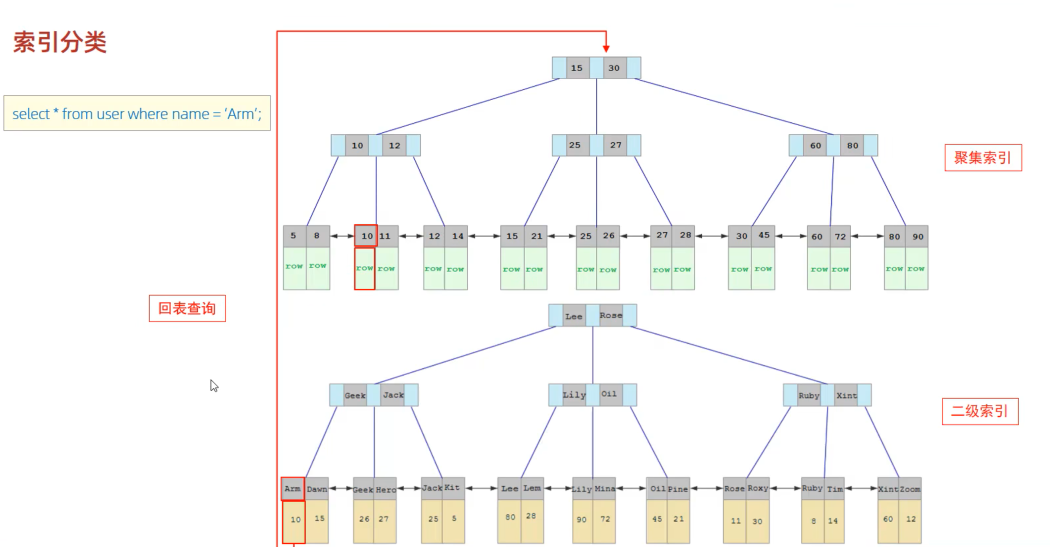 索引分类
select * from user where name = 'Arm';
15 30
10 12 25 27 60 80
聚集索引
5 8 10 11 12 14 15 21 25 26 27 28 30 45 60 72 80 90
row row row row row row row row row row row row row row row row row row
回表查询
Lee Rose
Geek Jack Lily Oil Ruby Xint
二级索引
Arm Dawn Geek Hero Jack Kit Lee Lem Lily Mina Oil Pine Rose Roxy Ruby Tim Xint Zoom
10 15 26 27 25 5 80 28 90 72 45 21 11 30 8 14 60 12